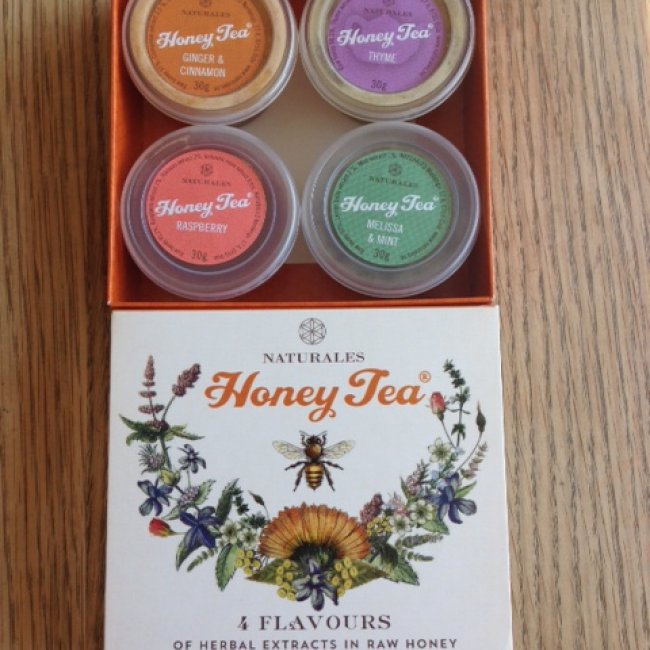 NATURALES
Honey Tea®
GINGER &
CINNAMON
30g
NATURALES
Honey Tea®
THYME
30g
NATURALES
Honey Tea®
RASPBERRY
30g
NATURALES
Honey Tea®
MELISSA
& MINT
30g
NATURALES
Honey Tea®
4 FLAVOURS
OF HERBAL EXTRACTS IN RAW HONEY